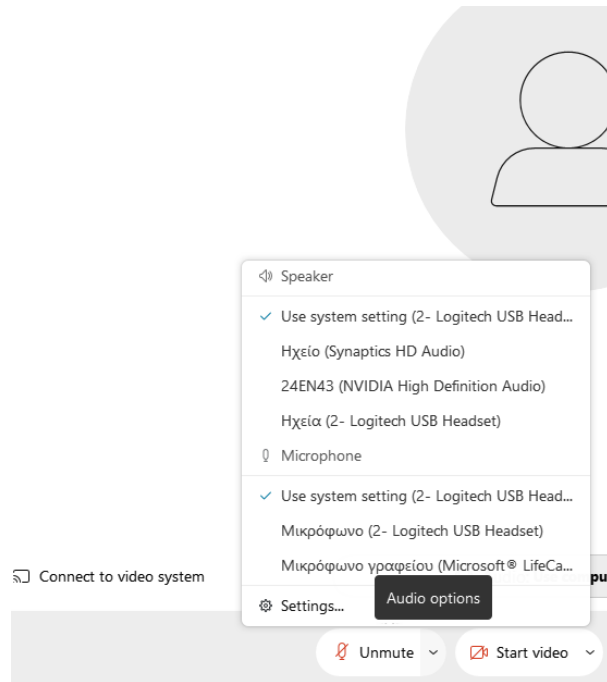 Speaker
Use system setting (2- Logitech USB Head...
Ηχείο (Synaptics HD Audio)
24EN43 (NVIDIA High Definition Audio)
Ηχεία (2- Logitech USB Headset)
Microphone
Use system setting (2- Logitech USB Head...
Μικρόφωνο (2- Logitech USB Headset)
Μικρόφωνο γραφείου (Microsoft® LifeCa...
Connect to video system
Settings...
Audio options
Unmute
Start video